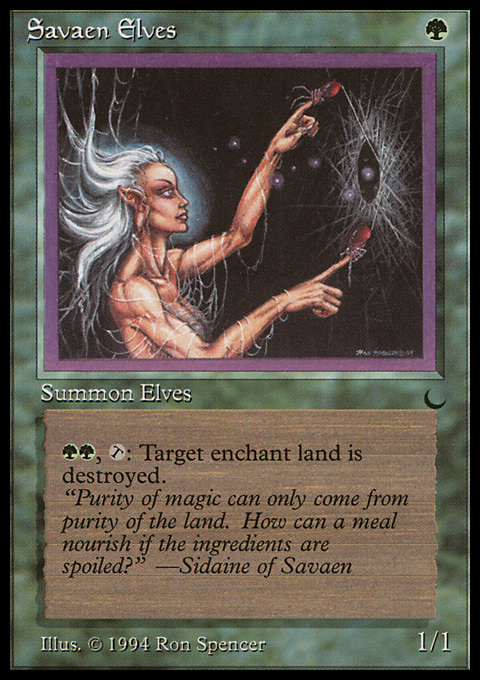 Savaen Elves
Summon Elves
, : Target enchant land is
destroyed.
“Purity of magic can only come from
purity of the land. How can a meal
nourish if the ingredients are
spoiled?” —Sidaine of Savaen
Illus. © 1994 Ron Spencer
1/1